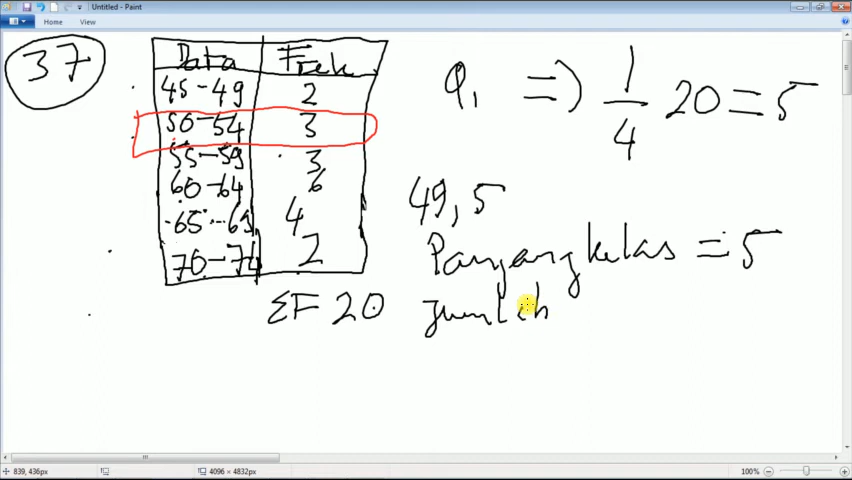 Untitled - Paint
Home View
37
Data Frek
45-49 2
50-54 3
55-59 3
60-64 6
65-69 4
70-74 2
ΣF 20
Q1 => 1/4 20 = 5
49,5
Panjang kelas = 5
Jumlah
839, 436px 4096 × 4832px 100%